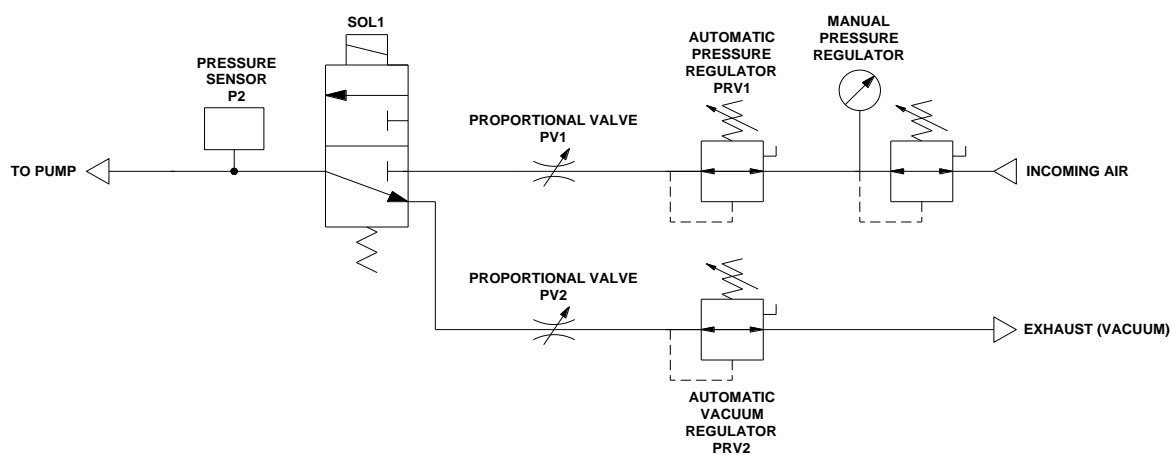 SOL1
PRESSURE
SENSOR
P2
AUTOMATIC
PRESSURE
REGULATOR
PRV1
MANUAL
PRESSURE
REGULATOR
PROPORTIONAL VALVE
PV1
TO PUMP
INCOMING AIR
PROPORTIONAL VALVE
PV2
EXHAUST (VACUUM)
AUTOMATIC
VACUUM
REGULATOR
PRV2